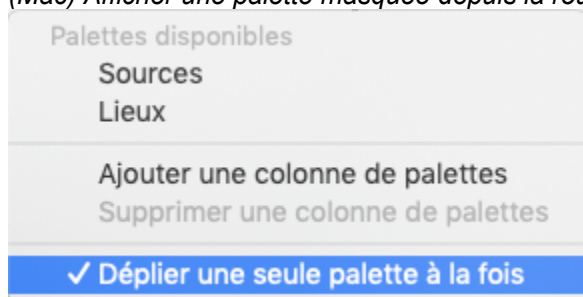 (Mac) Afficher une palette masquée depuis la rou
Palettes disponibles
Sources
Lieux
Ajouter une colonne de palettes
Supprimer une colonne de palettes
✓ Déplier une seule palette à la fois